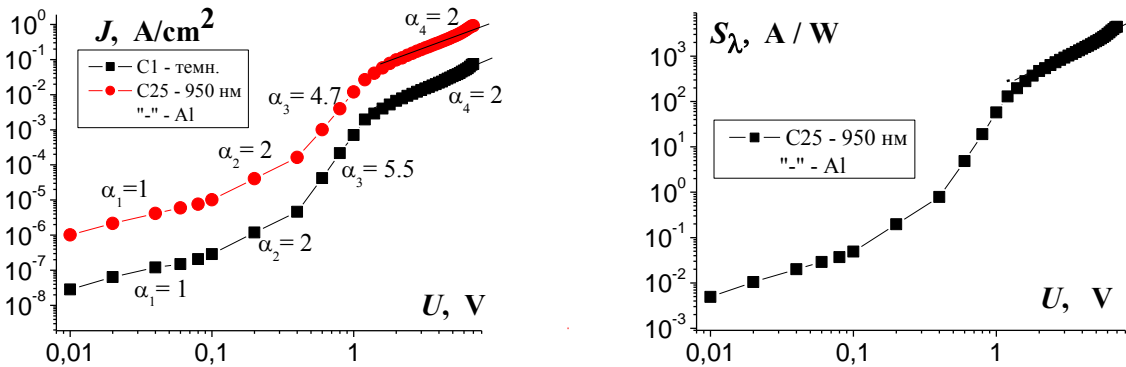 J, A/cm²
C1 - темн.
C25 - 950 нм
"-" - Al
α₄= 2
α₃= 4.7
α₂= 2
α₁=1
α₃= 5.5
α₄= 2
α₂= 2
α₁= 1
10⁰
10⁻¹
10⁻²
10⁻³
10⁻⁴
10⁻⁵
10⁻⁶
10⁻⁷
10⁻⁸
U, V
0,01 0,1 1
S_λ, A / W
C25 - 950 нм
"-" - Al
10³
10²
10¹
10⁰
10⁻¹
10⁻²
10⁻³
U, V
0,01 0,1 1